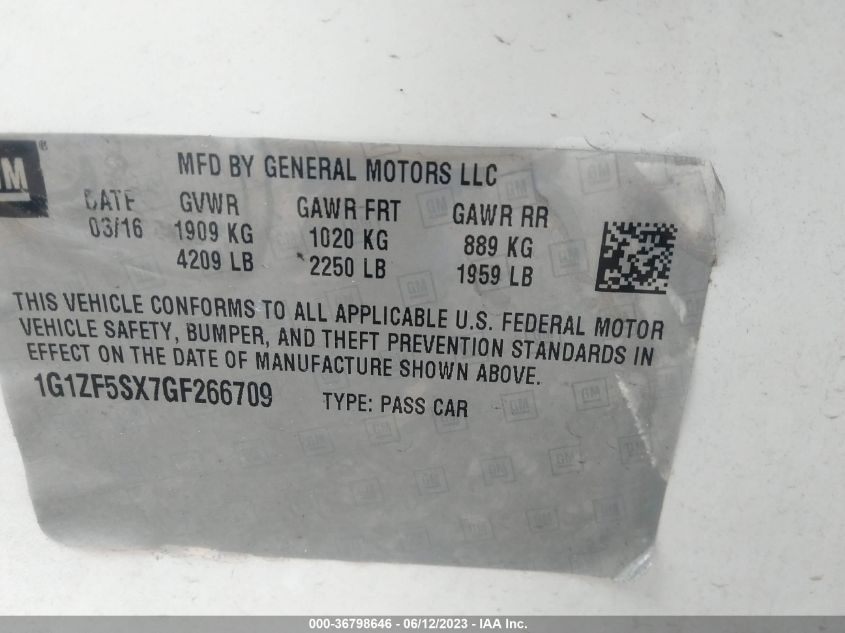 GM®
MFD BY GENERAL MOTORS LLC
DATE GVWR GAWR FRT GAWR RR
03/16 1909 KG 1020 KG 889 KG
4209 LB 2250 LB 1959 LB
THIS VEHICLE CONFORMS TO ALL APPLICABLE U.S. FEDERAL MOTOR
VEHICLE SAFETY, BUMPER, AND THEFT PREVENTION STANDARDS IN
EFFECT ON THE DATE OF MANUFACTURE SHOWN ABOVE.
1G1ZF5SX7GF266709 TYPE: PASS CAR
000-36798646 - 06/12/2023 - IAA Inc.